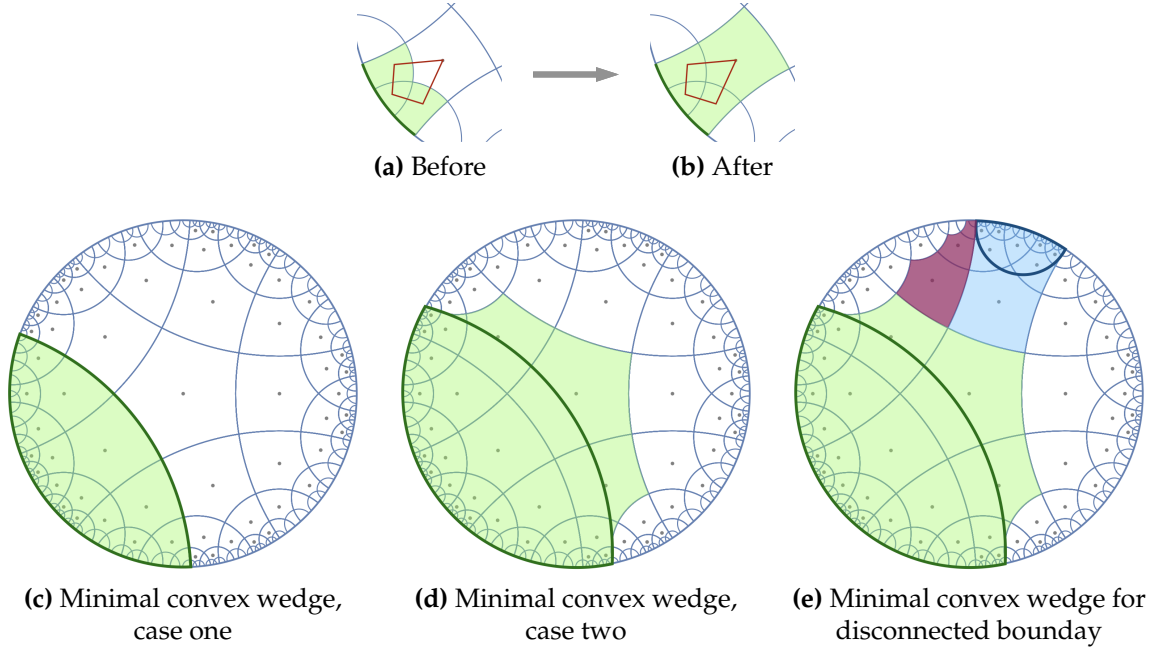 (a) Before
(b) After
(c) Minimal convex wedge,
case one
(d) Minimal convex wedge,
case two
(e) Minimal convex wedge for
disconnected bounday